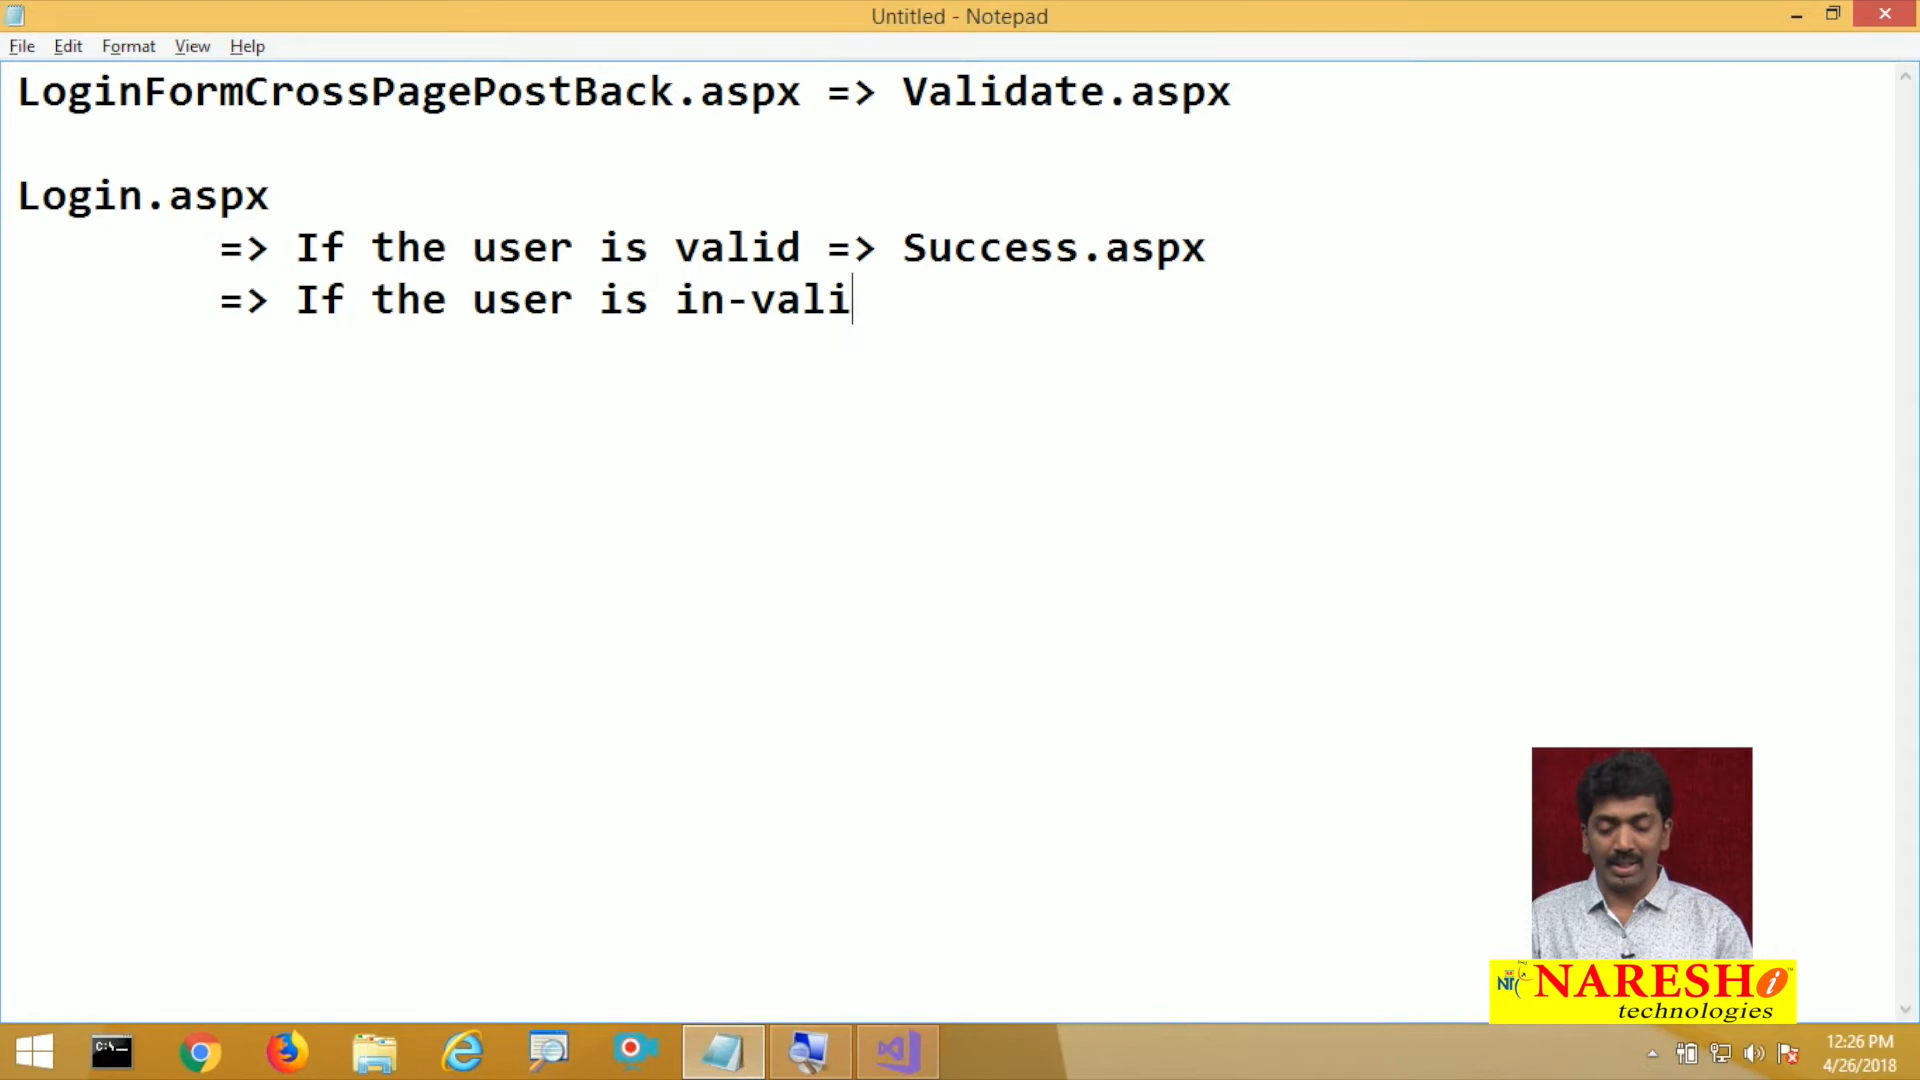 Untitled - Notepad
File Edit Format View Help
LoginFormCrossPagePostBack.aspx => Validate.aspx
Login.aspx
=> If the user is valid => Success.aspx
=> If the user is in-vali
NARESH i
technologies
12:26 PM
4/26/2018